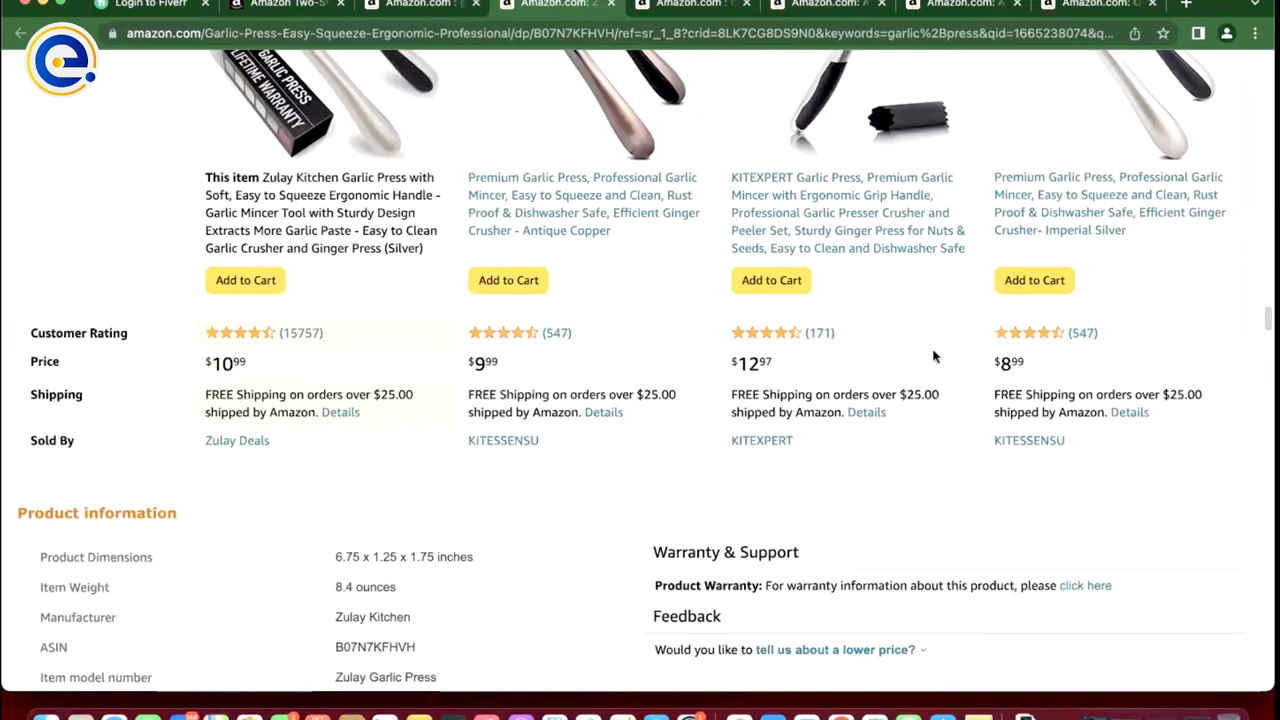 Login to Fiverr
Amazon Two-S
Amazon.com : g
Amazon.com: Z
Amazon.com :
Amazon.com: A
Amazon.com: A
Amazon.com: 
amazon.com/Garlic-Press-Easy-Squeeze-Ergonomic-Professional/dp/B07N7KFHVH/ref=sr_1_8?crid=8LK7CG8DS9N0&keywords=garlic%2Bpress&qid=1665238074&q...
e
GARLIC PRESS
LIFETIME WARRANTY
This item Zulay Kitchen Garlic Press with
Soft, Easy to Squeeze Ergonomic Handle -
Garlic Mincer Tool with Sturdy Design
Extracts More Garlic Paste - Easy to Clean
Garlic Crusher and Ginger Press (Silver)
Premium Garlic Press, Professional Garlic
Mincer, Easy to Squeeze and Clean, Rust
Proof & Dishwasher Safe, Efficient Ginger
Crusher - Antique Copper
KITEXPERT Garlic Press, Premium Garlic
Mincer with Ergonomic Grip Handle,
Professional Garlic Presser Crusher and
Peeler Set, Sturdy Ginger Press for Nuts &
Seeds, Easy to Clean and Dishwasher Safe
Premium Garlic Press, Professional Garlic
Mincer, Easy to Squeeze and Clean, Rust
Proof & Dishwasher Safe, Efficient Ginger
Crusher- Imperial Silver
Add to Cart Add to Cart Add to Cart Add to Cart
Customer Rating (15757) (547) (171) (547)
Price $10.99 $9.99 $12.97 $8.99
Shipping
FREE Shipping on orders over $25.00
shipped by Amazon. Details
FREE Shipping on orders over $25.00
shipped by Amazon. Details
FREE Shipping on orders over $25.00
shipped by Amazon. Details
FREE Shipping on orders over $25.00
shipped by Amazon. Details
Sold By Zulay Deals KITESSENSU KITEXPERT KITESSENSU
Product information
Product Dimensions 6.75 x 1.25 x 1.75 inches
Item Weight 8.4 ounces
Manufacturer Zulay Kitchen
ASIN B07N7KFHVH
Item model number Zulay Garlic Press
Warranty & Support
Product Warranty: For warranty information about this product, please click here
Feedback
Would you like to tell us about a lower price?